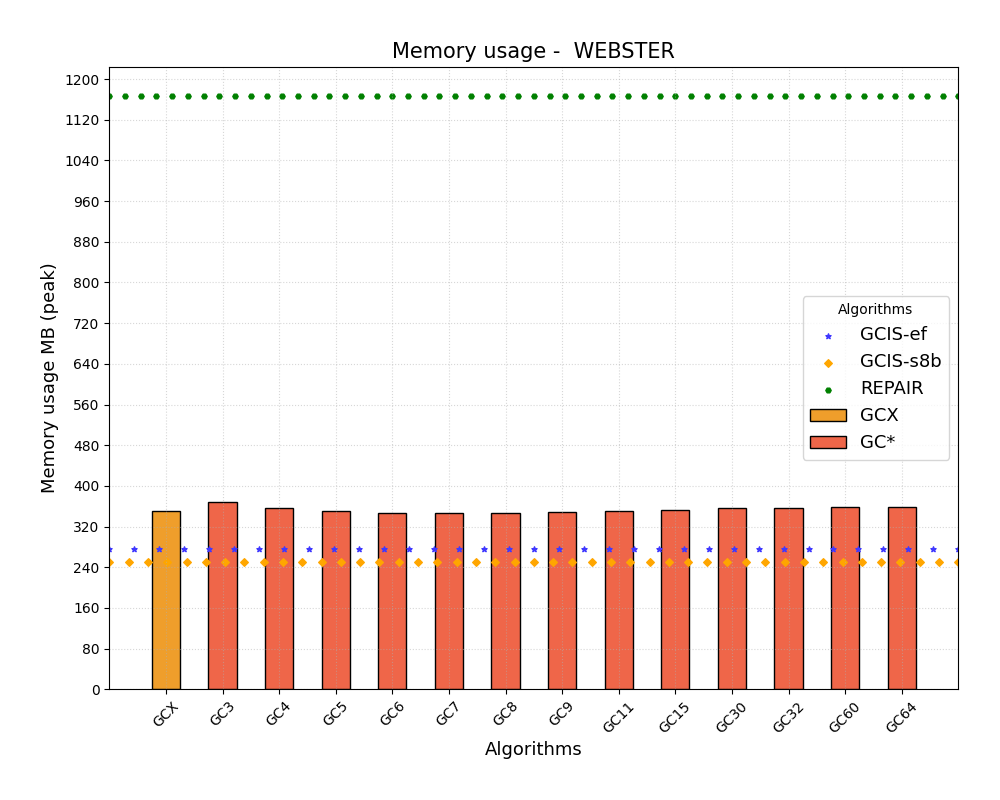 Memory usage -  WEBSTER
Memory usage MB (peak)
1200
1120
1040
960
880
800
720
640
560
480
400
320
240
160
80
0
Algorithms
GCIS-ef
GCIS-s8b
REPAIR
GCX
GC*
GCX
GC3
GC4
GC5
GC6
GC7
GC8
GC9
GC11
GC15
GC30
GC32
GC60
GC64
Algorithms